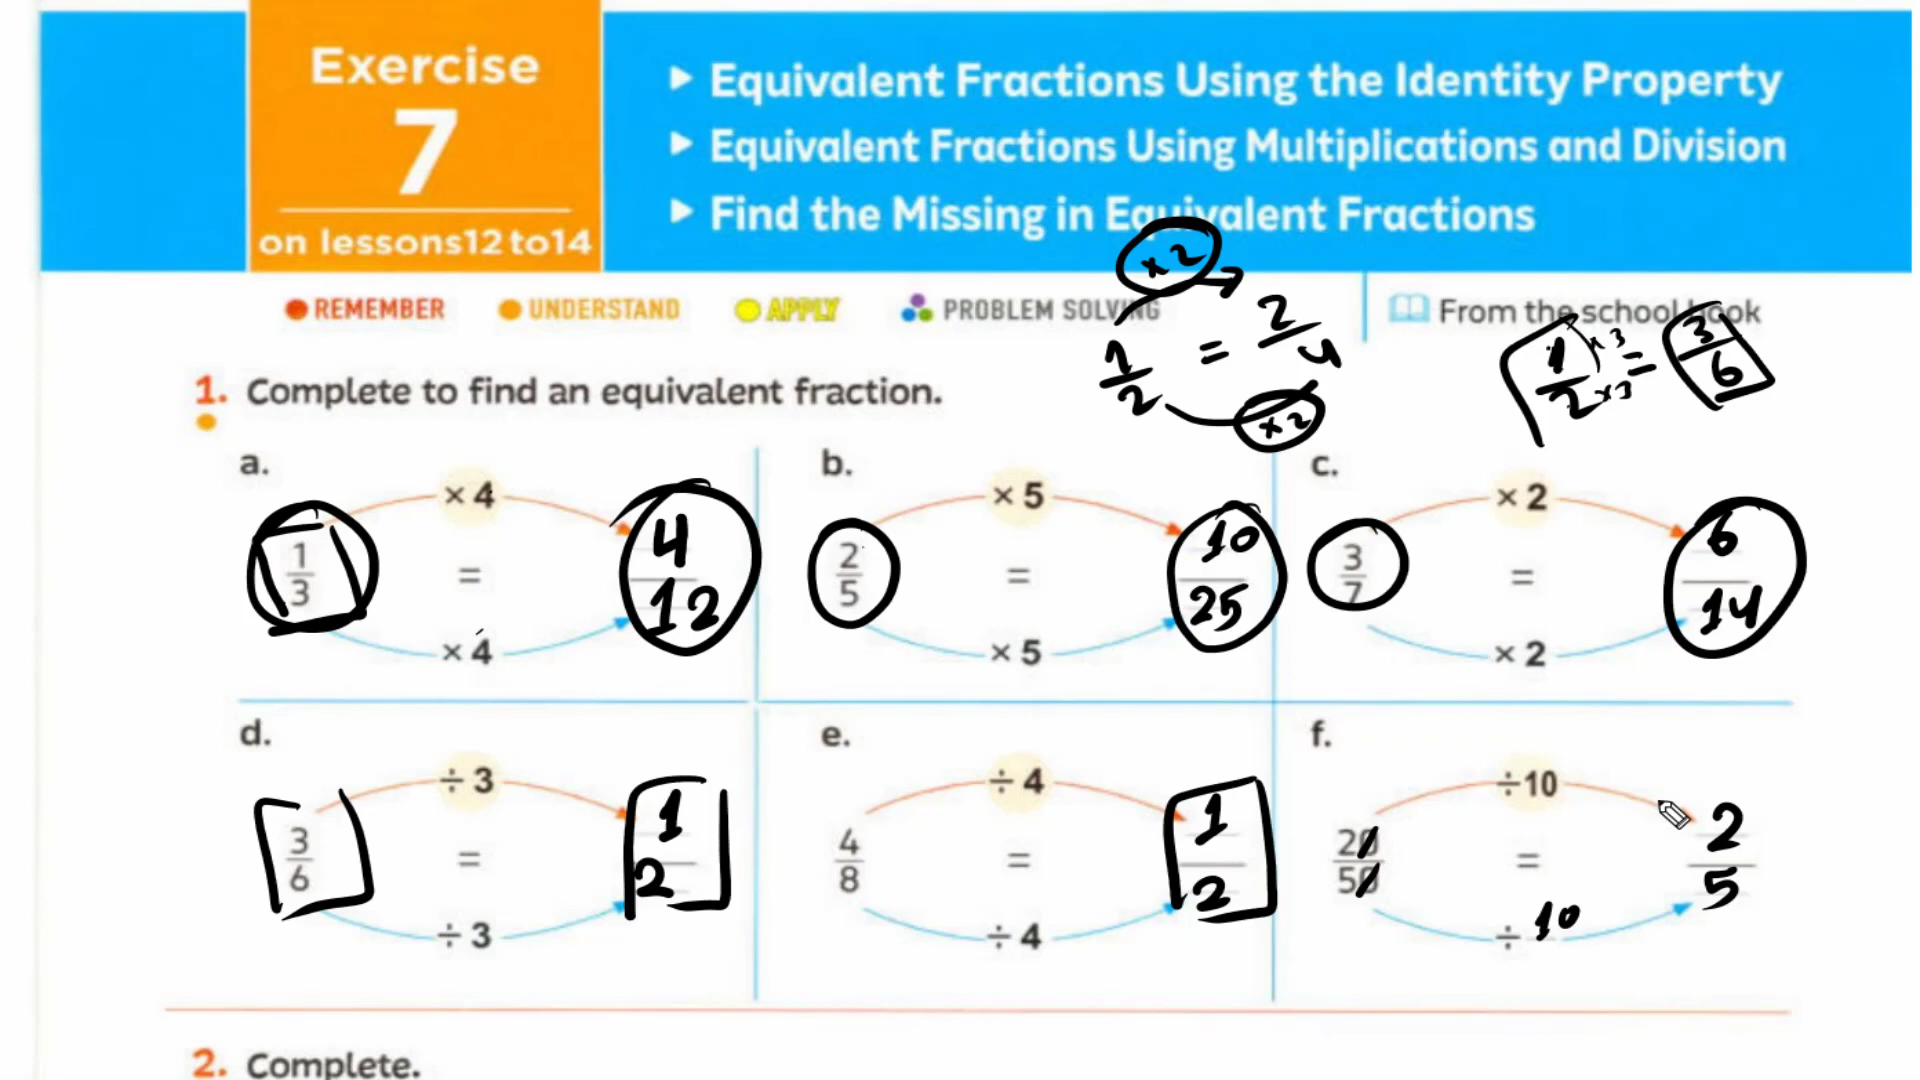 Exercise
7
on lessons12 to14
▶ Equivalent Fractions Using the Identity Property
▶ Equivalent Fractions Using Multiplications and Division
▶ Find the Missing in Equivalent Fractions
REMEMBER UNDERSTAND APPLY PROBLEM SOLVING From the school book
×2
1/2 = 2/4
×2
1/2 ×3 ×3 = 3/6
1. Complete to find an equivalent fraction.
a. b. c.
×4 ×5 ×2
1/3 = 4/12 2/5 = 10/25 3/7 = 6/14
×4 ×5 ×2
d. e. f.
÷3 ÷4 ÷10
3/6 = 1/2 4/8 = 1/2 20/50 = 2/5
÷3 ÷4 ÷10
2. Complete.